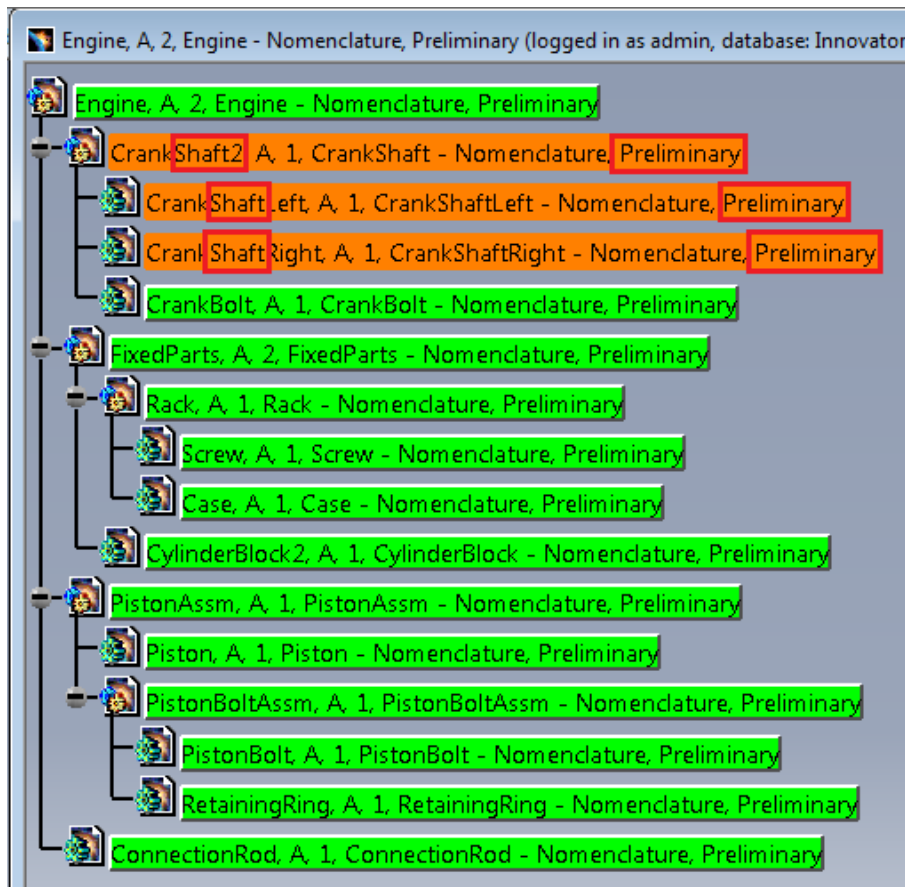 Engine, A, 2, Engine - Nomenclature, Preliminary (logged in as admin, database: Innovator
Engine, A, 2, Engine - Nomenclature, Preliminary
CrankShaft2 A, 1, CrankShaft - Nomenclature, Preliminary
CrankShaftLeft, A, 1, CrankShaftLeft - Nomenclature, Preliminary
CrankShaftRight, A, 1, CrankShaftRight - Nomenclature, Preliminary
CrankBolt, A, 1, CrankBolt - Nomenclature, Preliminary
FixedParts, A, 2, FixedParts - Nomenclature, Preliminary
Rack, A, 1, Rack - Nomenclature, Preliminary
Screw, A, 1, Screw - Nomenclature, Preliminary
Case, A, 1, Case - Nomenclature, Preliminary
CylinderBlock2, A, 1, CylinderBlock - Nomenclature, Preliminary
PistonAssm, A, 1, PistonAssm - Nomenclature, Preliminary
Piston, A, 1, Piston - Nomenclature, Preliminary
PistonBoltAssm, A, 1, PistonBoltAssm - Nomenclature, Preliminary
PistonBolt, A, 1, PistonBolt - Nomenclature, Preliminary
RetainingRing, A, 1, RetainingRing - Nomenclature, Preliminary
ConnectionRod, A, 1, ConnectionRod - Nomenclature, Preliminary